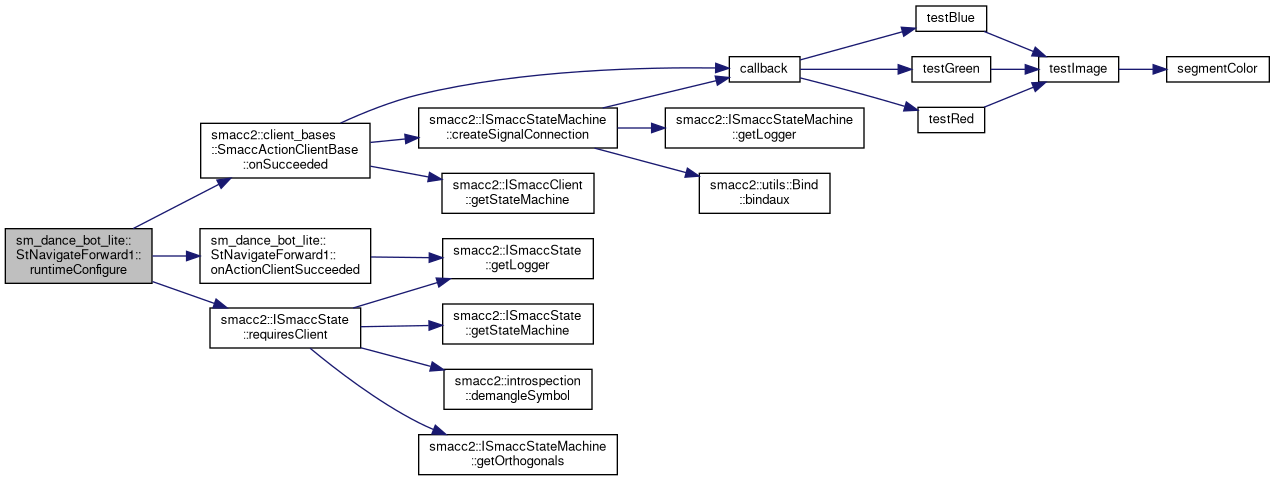 testBlue
callback
testGreen
testImage
segmentColor
testRed
smacc2::ISmaccStateMachine
::createSignalConnection
smacc2::ISmaccStateMachine
::getLogger
smacc2::client_bases
::SmaccActionClientBase
::onSucceeded
smacc2::ISmaccClient
::getStateMachine
smacc2::utils::Bind
::bindaux
sm_dance_bot_lite::
StNavigateForward1::
runtimeConfigure
sm_dance_bot_lite::
StNavigateForward1::
onActionClientSucceeded
smacc2::ISmaccState
::getLogger
smacc2::ISmaccState
::requiresClient
smacc2::ISmaccState
::getStateMachine
smacc2::introspection
::demangleSymbol
smacc2::ISmaccStateMachine
::getOrthogonals